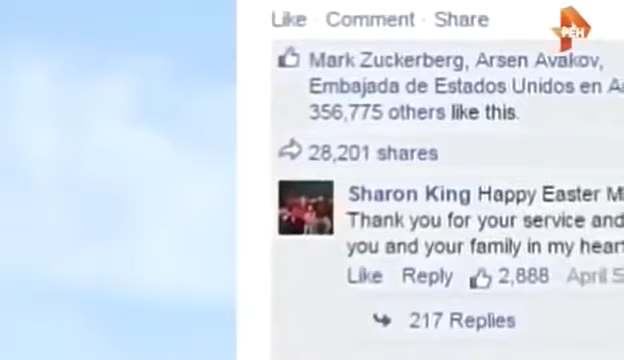 Like · Comment · Share
РЕН
Mark Zuckerberg, Arsen Avakov,
Embajada de Estados Unidos en A
356,775 others like this.
28,201 shares
Sharon King Happy Easter M
Thank you for your service and
you and your family in my heart
Like Reply 2,888 April 5
217 Replies